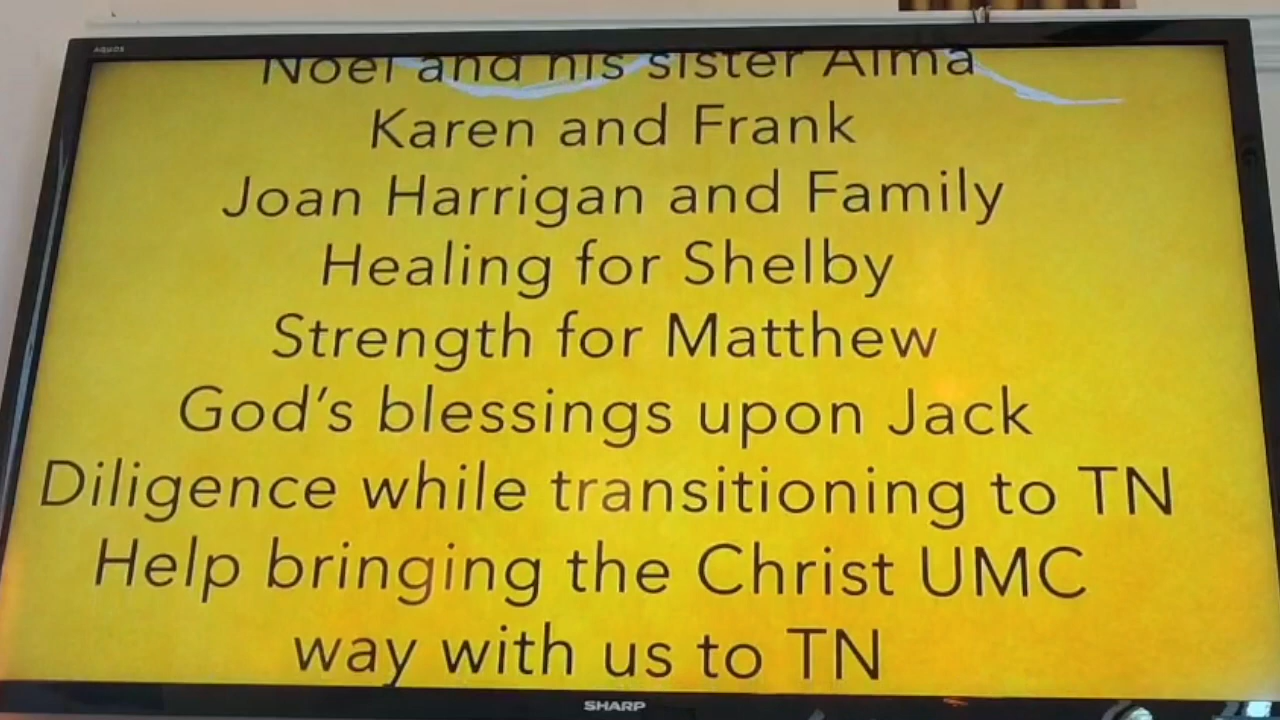 AQUOS
Noel and his sister Alma
Karen and Frank
Joan Harrigan and Family
Healing for Shelby
Strength for Matthew
God's blessings upon Jack
Diligence while transitioning to TN
Help bringing the Christ UMC
way with us to TN
SHARP